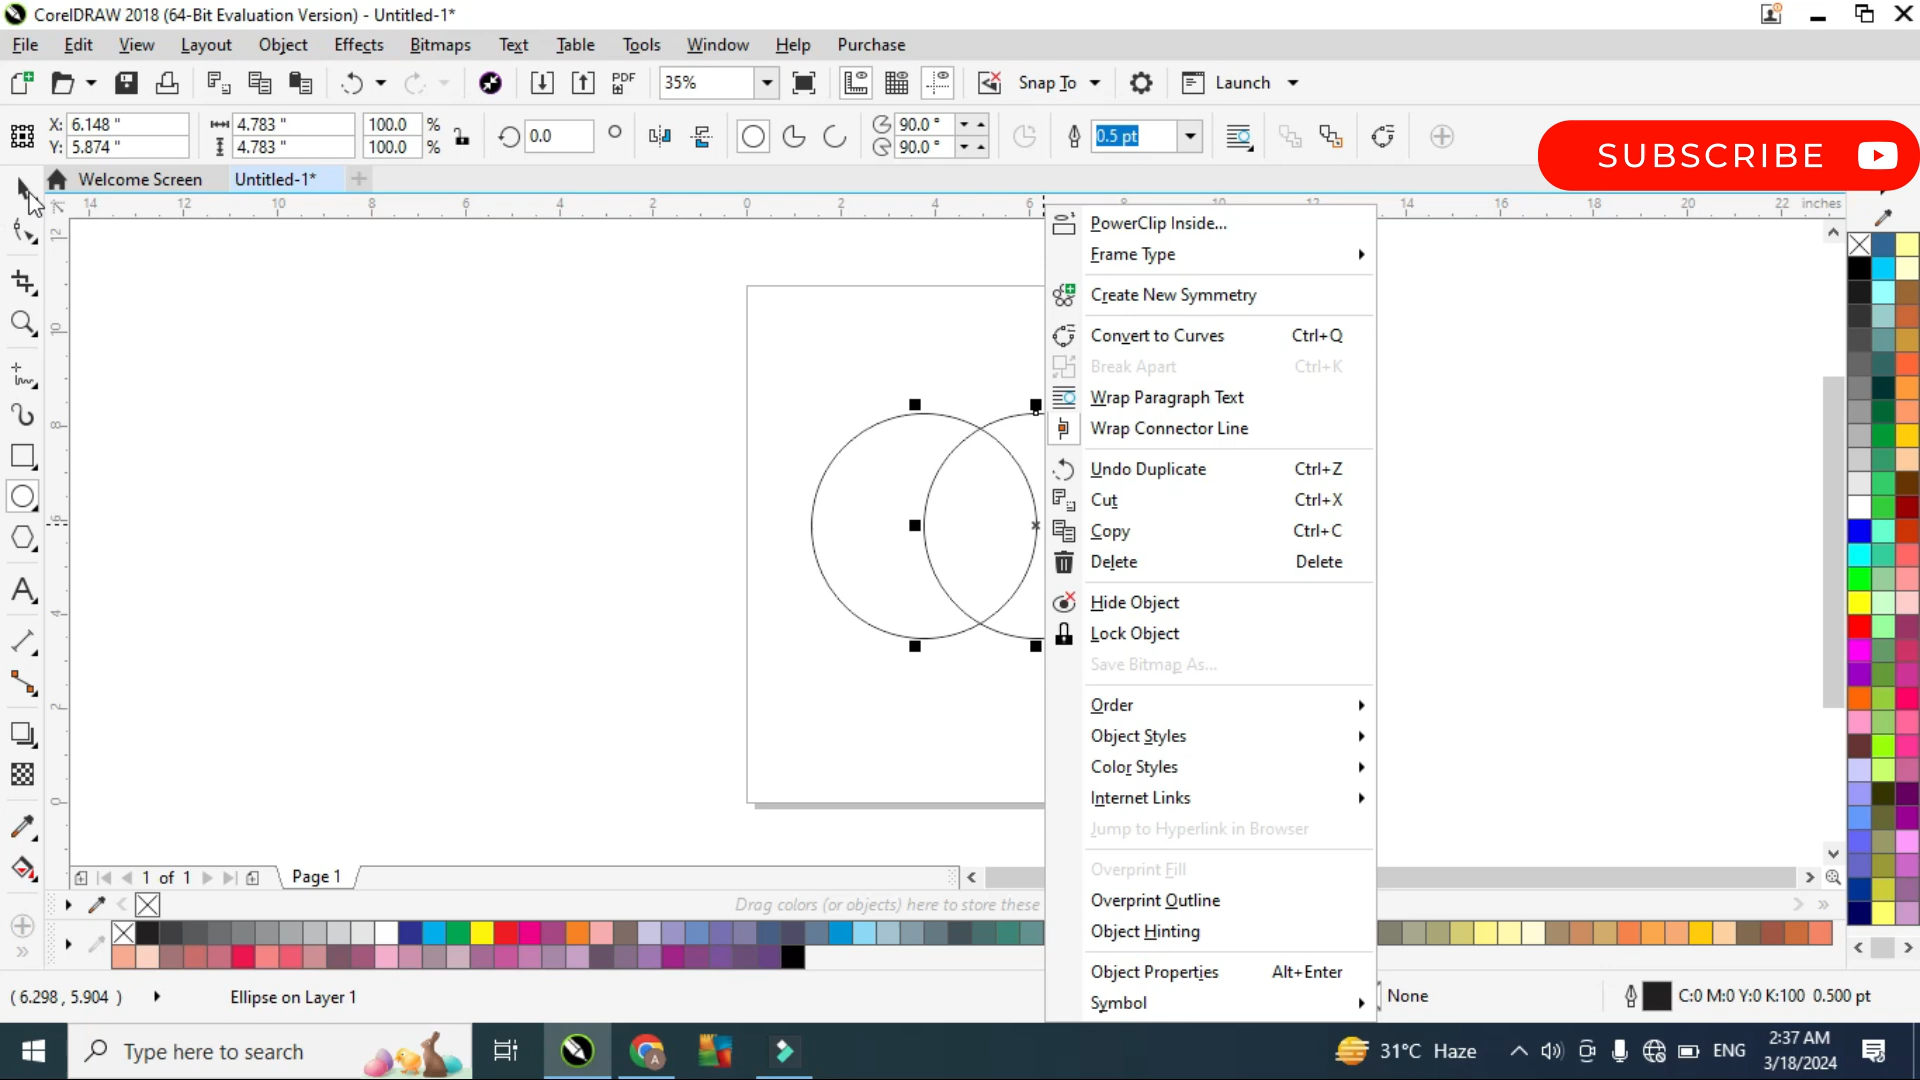 CorelDRAW 2018 (64-Bit Evaluation Version) - Untitled-1*
File Edit View Layout Object Effects Bitmaps Text Table Tools Window Help Purchase
PDF 35% Snap To Launch
X: 6.148 " 4.783 " 100.0 % 0.0 90.0 ° 0.5 pt
Y: 5.874 " 4.783 " 100.0 % 90.0 °
SUBSCRIBE
Welcome Screen Untitled-1*
14 12 10 8 6 4 2 0 2 4 6 8 10 12 14 16 18 20 22 inches
12
10
8
6
4
2
0
PowerClip Inside...
Frame Type
Create New Symmetry
Convert to Curves Ctrl+Q
Break Apart Ctrl+K
Wrap Paragraph Text
Wrap Connector Line
Undo Duplicate Ctrl+Z
Cut Ctrl+X
Copy Ctrl+C
Delete Delete
Hide Object
Lock Object
Save Bitmap As...
Order
Object Styles
Color Styles
Internet Links
Jump to Hyperlink in Browser
Overprint Fill
Overprint Outline
Object Hinting
Object Properties Alt+Enter
Symbol
1 of 1 Page 1
Drag colors (or objects) here to store these
( 6.298 , 5.904 ) Ellipse on Layer 1 None C:0 M:0 Y:0 K:100 0.500 pt
Type here to search 31°C Haze ENG 2:37 AM
3/18/2024